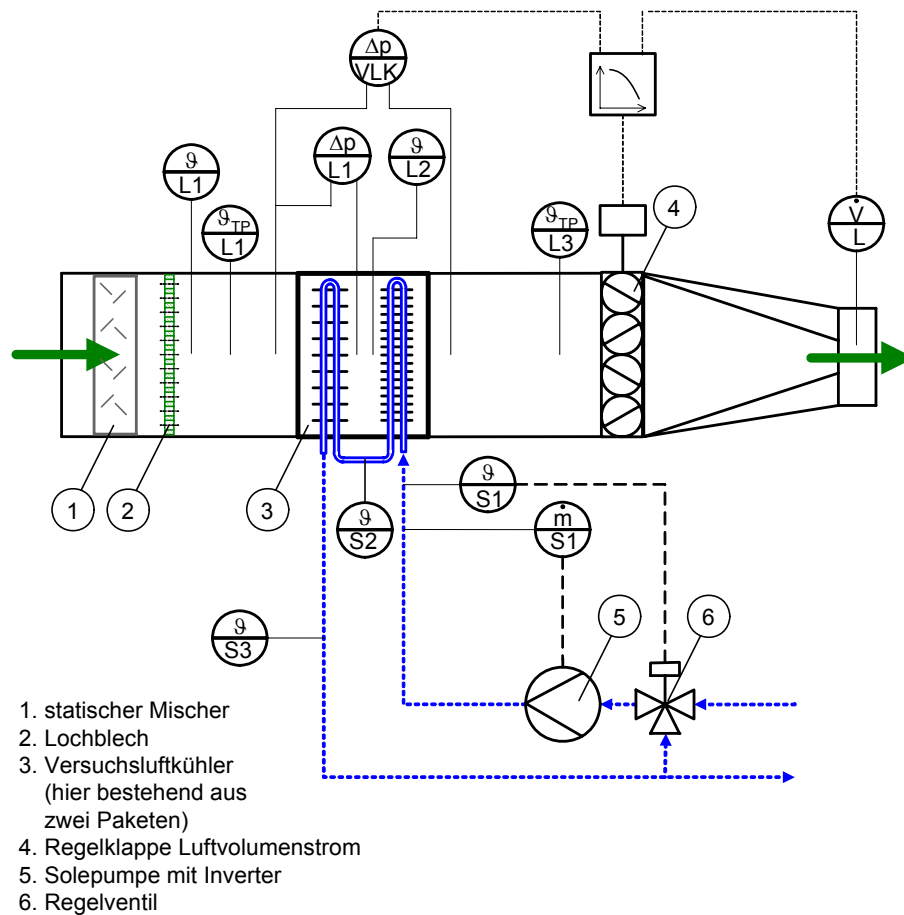 Δp
VLK
ϑ
L1
ϑTP
L1
Δp
L1
ϑ
L2
ϑTP
L3
4
V̇
L
1
2
3
ϑ
S1
ϑ
S2
ṁ
S1
ϑ
S3
5
6
1. statischer Mischer
2. Lochblech
3. Versuchsluftkühler
(hier bestehend aus
zwei Paketen)
4. Regelklappe Luftvolumenstrom
5. Solepumpe mit Inverter
6. Regelventil